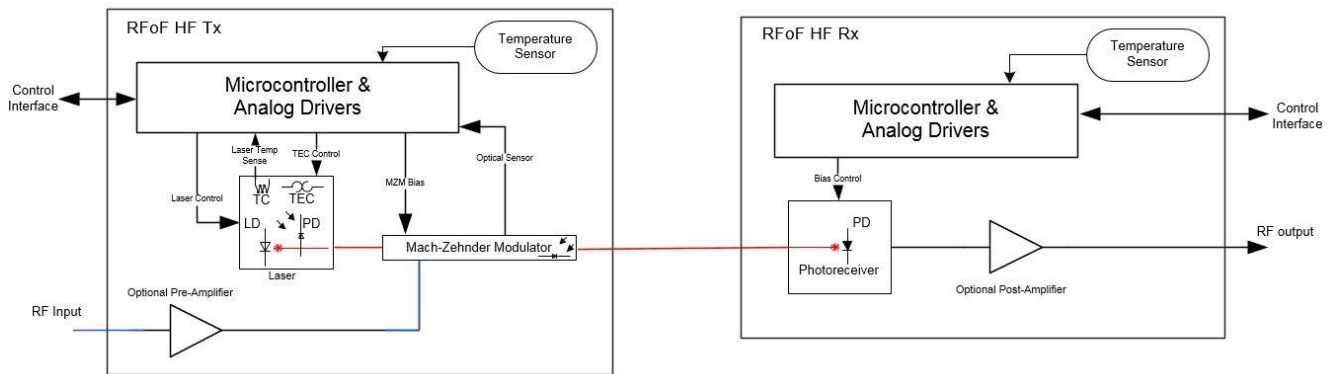 RFoF HF Tx
Temperature
Sensor
Control
Interface
Microcontroller &
Analog Drivers
Laser Temp
Sense
TEC Control
MZM Bias
Optical Sensor
Laser Control
TC
TEC
LD
PD
Laser
Mach-Zehnder Modulator
Optional Pre-Amplifier
RF Input
RFoF HF Rx
Temperature
Sensor
Microcontroller &
Analog Drivers
Control
Interface
Bias Control
PD
Photoreceiver
Optional Post-Amplifier
RF output